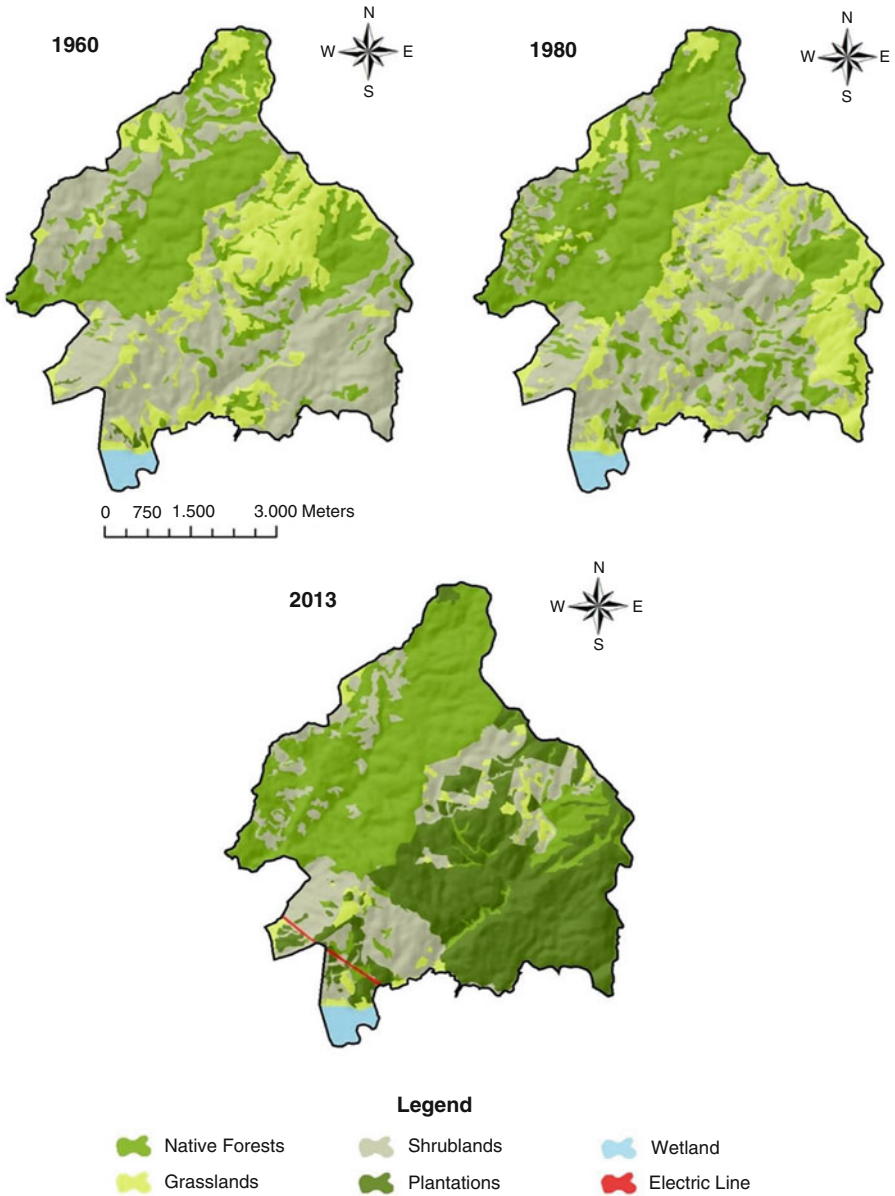 1960
N
W E
S
1980
N
W E
S
0 750 1.500 3.000 Meters
2013
N
W E
S
Legend
Native Forests
Shrublands
Wetland
Grasslands
Plantations
Electric Line